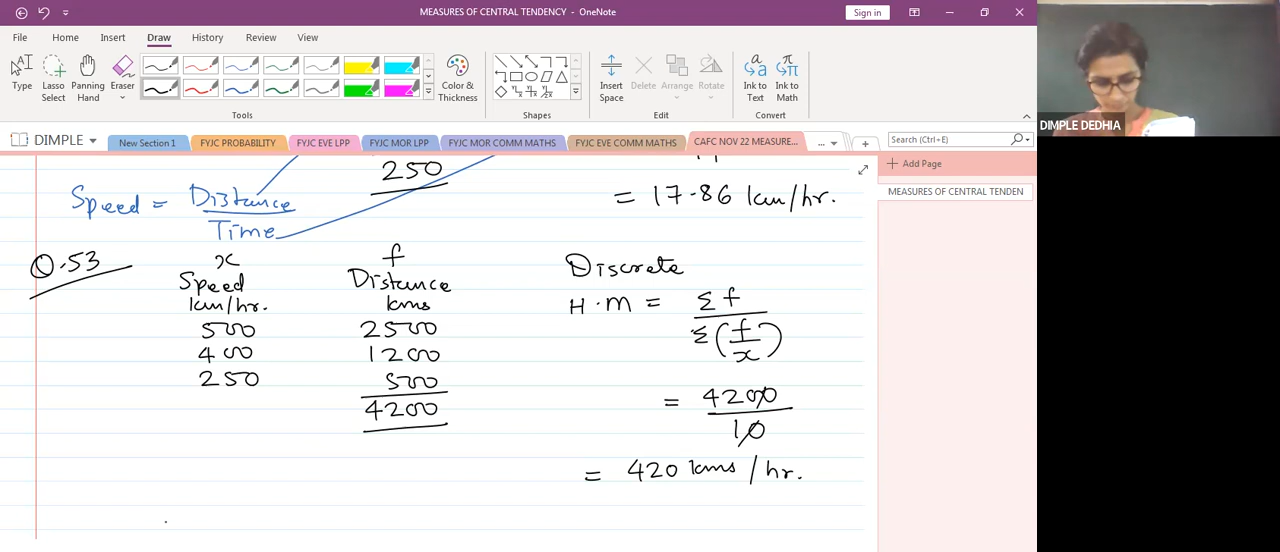 MEASURES OF CENTRAL TENDENCY - OneNote
Sign in
File Home Insert Draw History Review View
Type
Lasso Select
Panning Hand
Eraser
Color & Thickness
Insert Space
Delete
Arrange
Rotate
Ink to Text
Ink to Math
Tools
Shapes
Edit
Convert
DIMPLE
New Section 1
FYJC PROBABILITY
FYJC EVE LPP
FYJC MOR LPP
FYJC MOR COMM MATHS
FYJC EVE COMM MATHS
CAFC NOV 22 MEASURE...
Search (Ctrl+E)
DIMPLE DEDHIA
Add Page
MEASURES OF CENTRAL TENDEN
250
Speed = Distance / Time
= 17.86 km/hr.
Q.53
x f
Speed Distance
km/hr. kms
500 2500
400 1200
250 500
4200
Discrete
H.M = Σf / Σ(f/x)
= 4200 / 10
= 420 kms/hr.